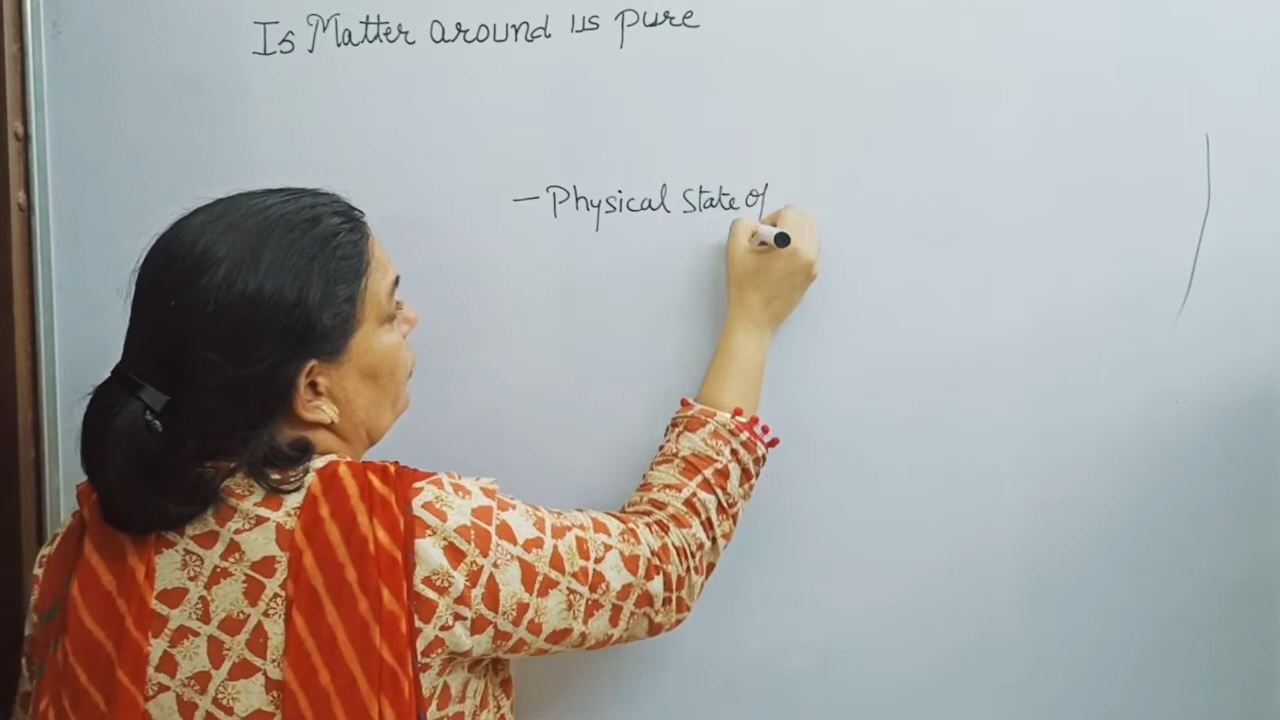 Is Matter around us pure
- Physical state of